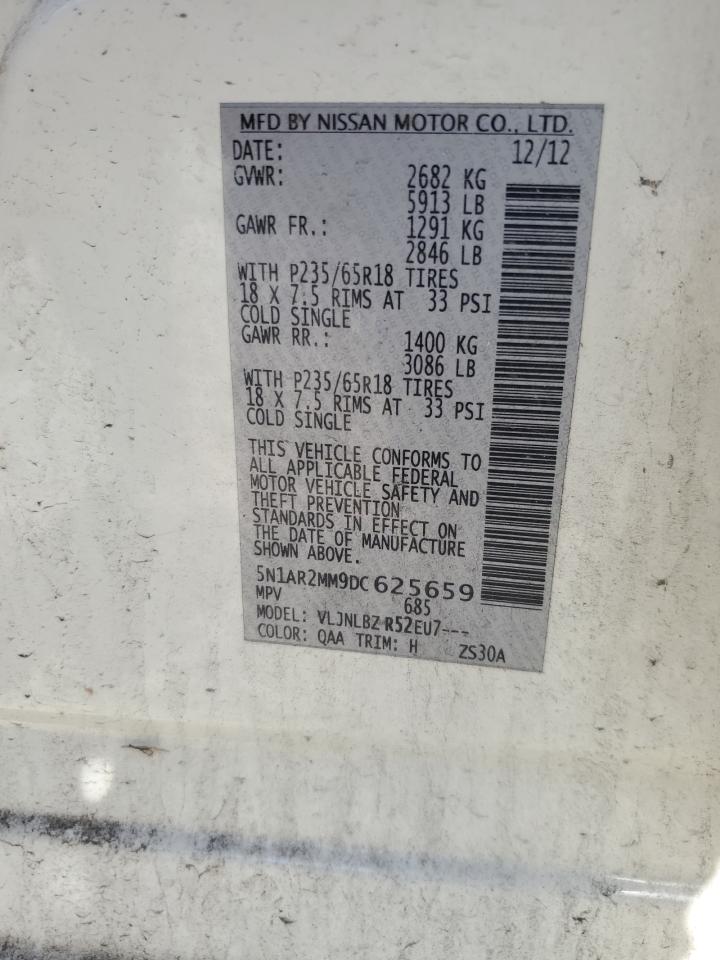 MFD BY NISSAN MOTOR CO., LTD.
DATE: 12/12
GVWR: 2682 KG
5913 LB
GAWR FR.: 1291 KG
2846 LB
WITH P235/65R18 TIRES
18 X 7.5 RIMS AT 33 PSI
COLD SINGLE
GAWR RR.: 1400 KG
3086 LB
WITH P235/65R18 TIRES
18 X 7.5 RIMS AT 33 PSI
COLD SINGLE
THIS VEHICLE CONFORMS TO
ALL APPLICABLE FEDERAL
MOTOR VEHICLE SAFETY AND
THEFT PREVENTION
STANDARDS IN EFFECT ON
THE DATE OF MANUFACTURE
SHOWN ABOVE.
5N1AR2MM9DC625659
MPV 685
MODEL: VLJNLBZ R52EU7---
COLOR: QAA TRIM: H ZS30A